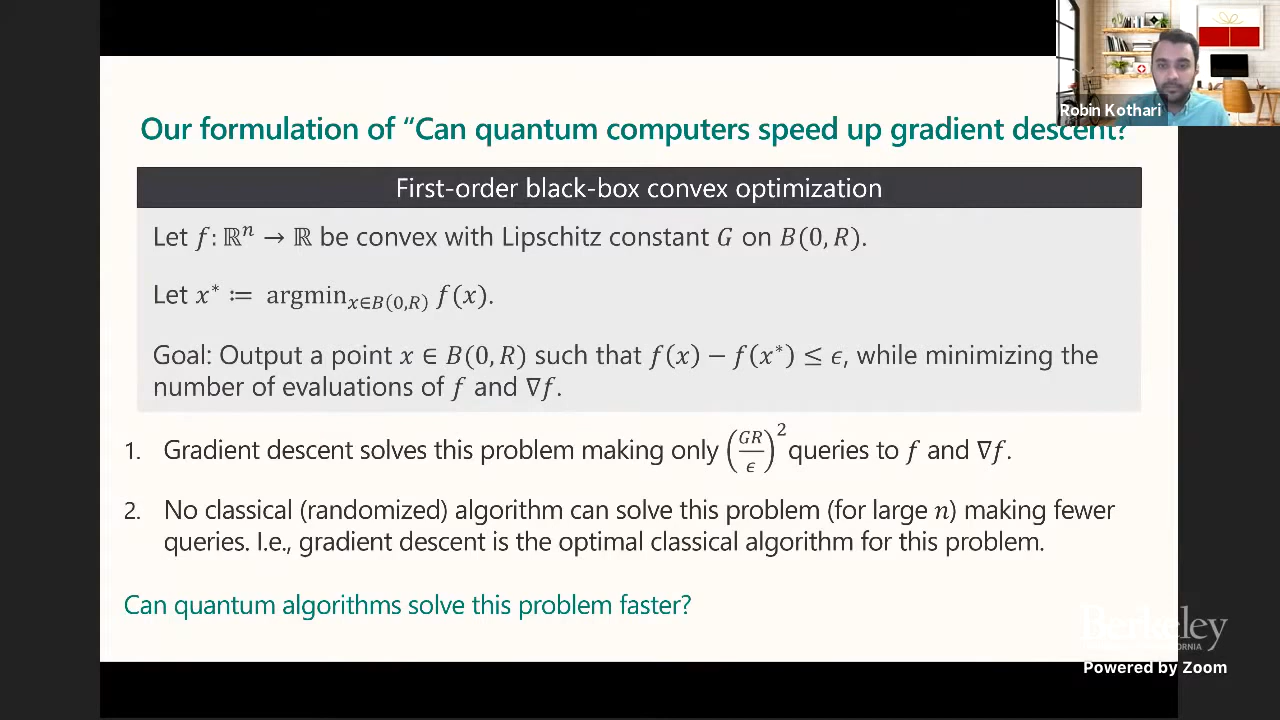 Robin Kothari
Our formulation of “Can quantum computers speed up gradient descent?
First-order black-box convex optimization
Let f: ℝⁿ → ℝ be convex with Lipschitz constant G on B(0, R).
Let x* ≔ argmin_{x∈B(0,R)} f(x).
Goal: Output a point x ∈ B(0, R) such that f(x) − f(x*) ≤ ϵ, while minimizing the
number of evaluations of f and ∇f.
1. Gradient descent solves this problem making only (GR/ϵ)² queries to f and ∇f.
2. No classical (randomized) algorithm can solve this problem (for large n) making fewer
queries. I.e., gradient descent is the optimal classical algorithm for this problem.
Can quantum algorithms solve this problem faster?
Berkeley
Powered by Zoom